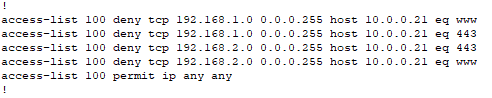 !
access-list 100 deny tcp 192.168.1.0 0.0.0.255 host 10.0.0.21 eq www
access-list 100 deny tcp 192.168.1.0 0.0.0.255 host 10.0.0.21 eq 443
access-list 100 deny tcp 192.168.2.0 0.0.0.255 host 10.0.0.21 eq 443
access-list 100 deny tcp 192.168.2.0 0.0.0.255 host 10.0.0.21 eq www
access-list 100 permit ip any any
!